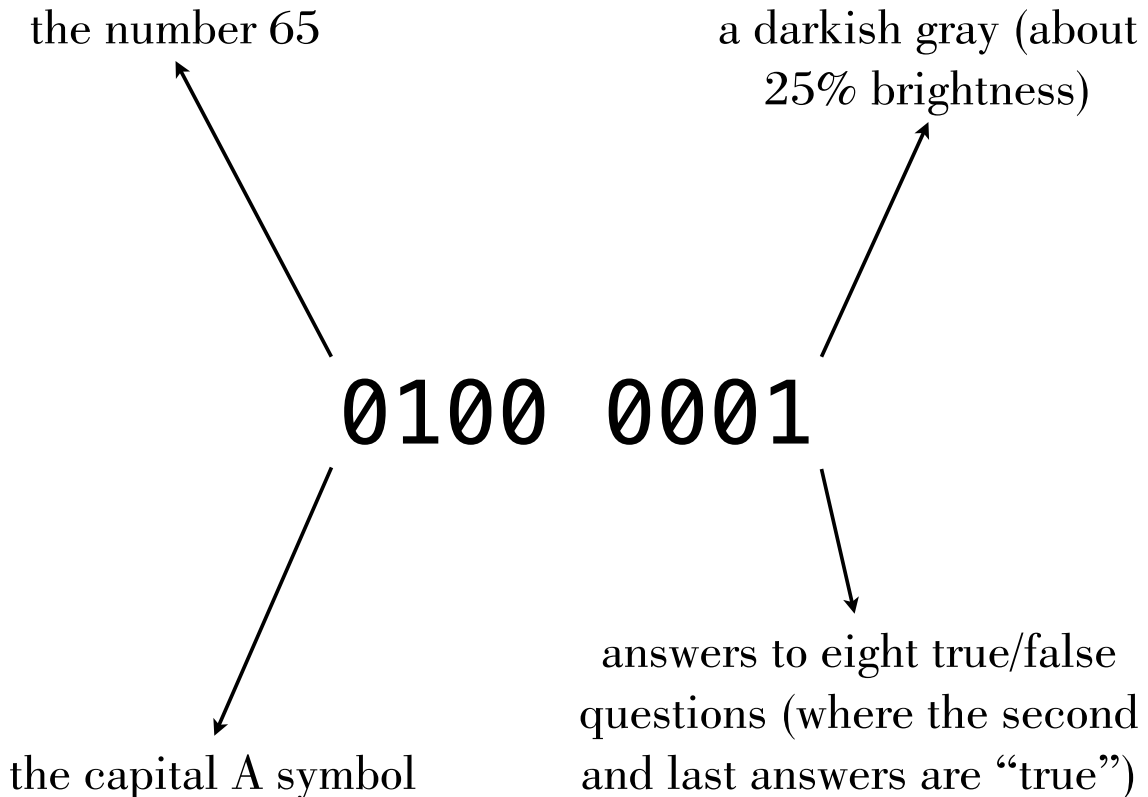 the number 65
a darkish gray (about
25% brightness)
0100 0001
the capital A symbol
answers to eight true/false
questions (where the second
and last answers are “true”)